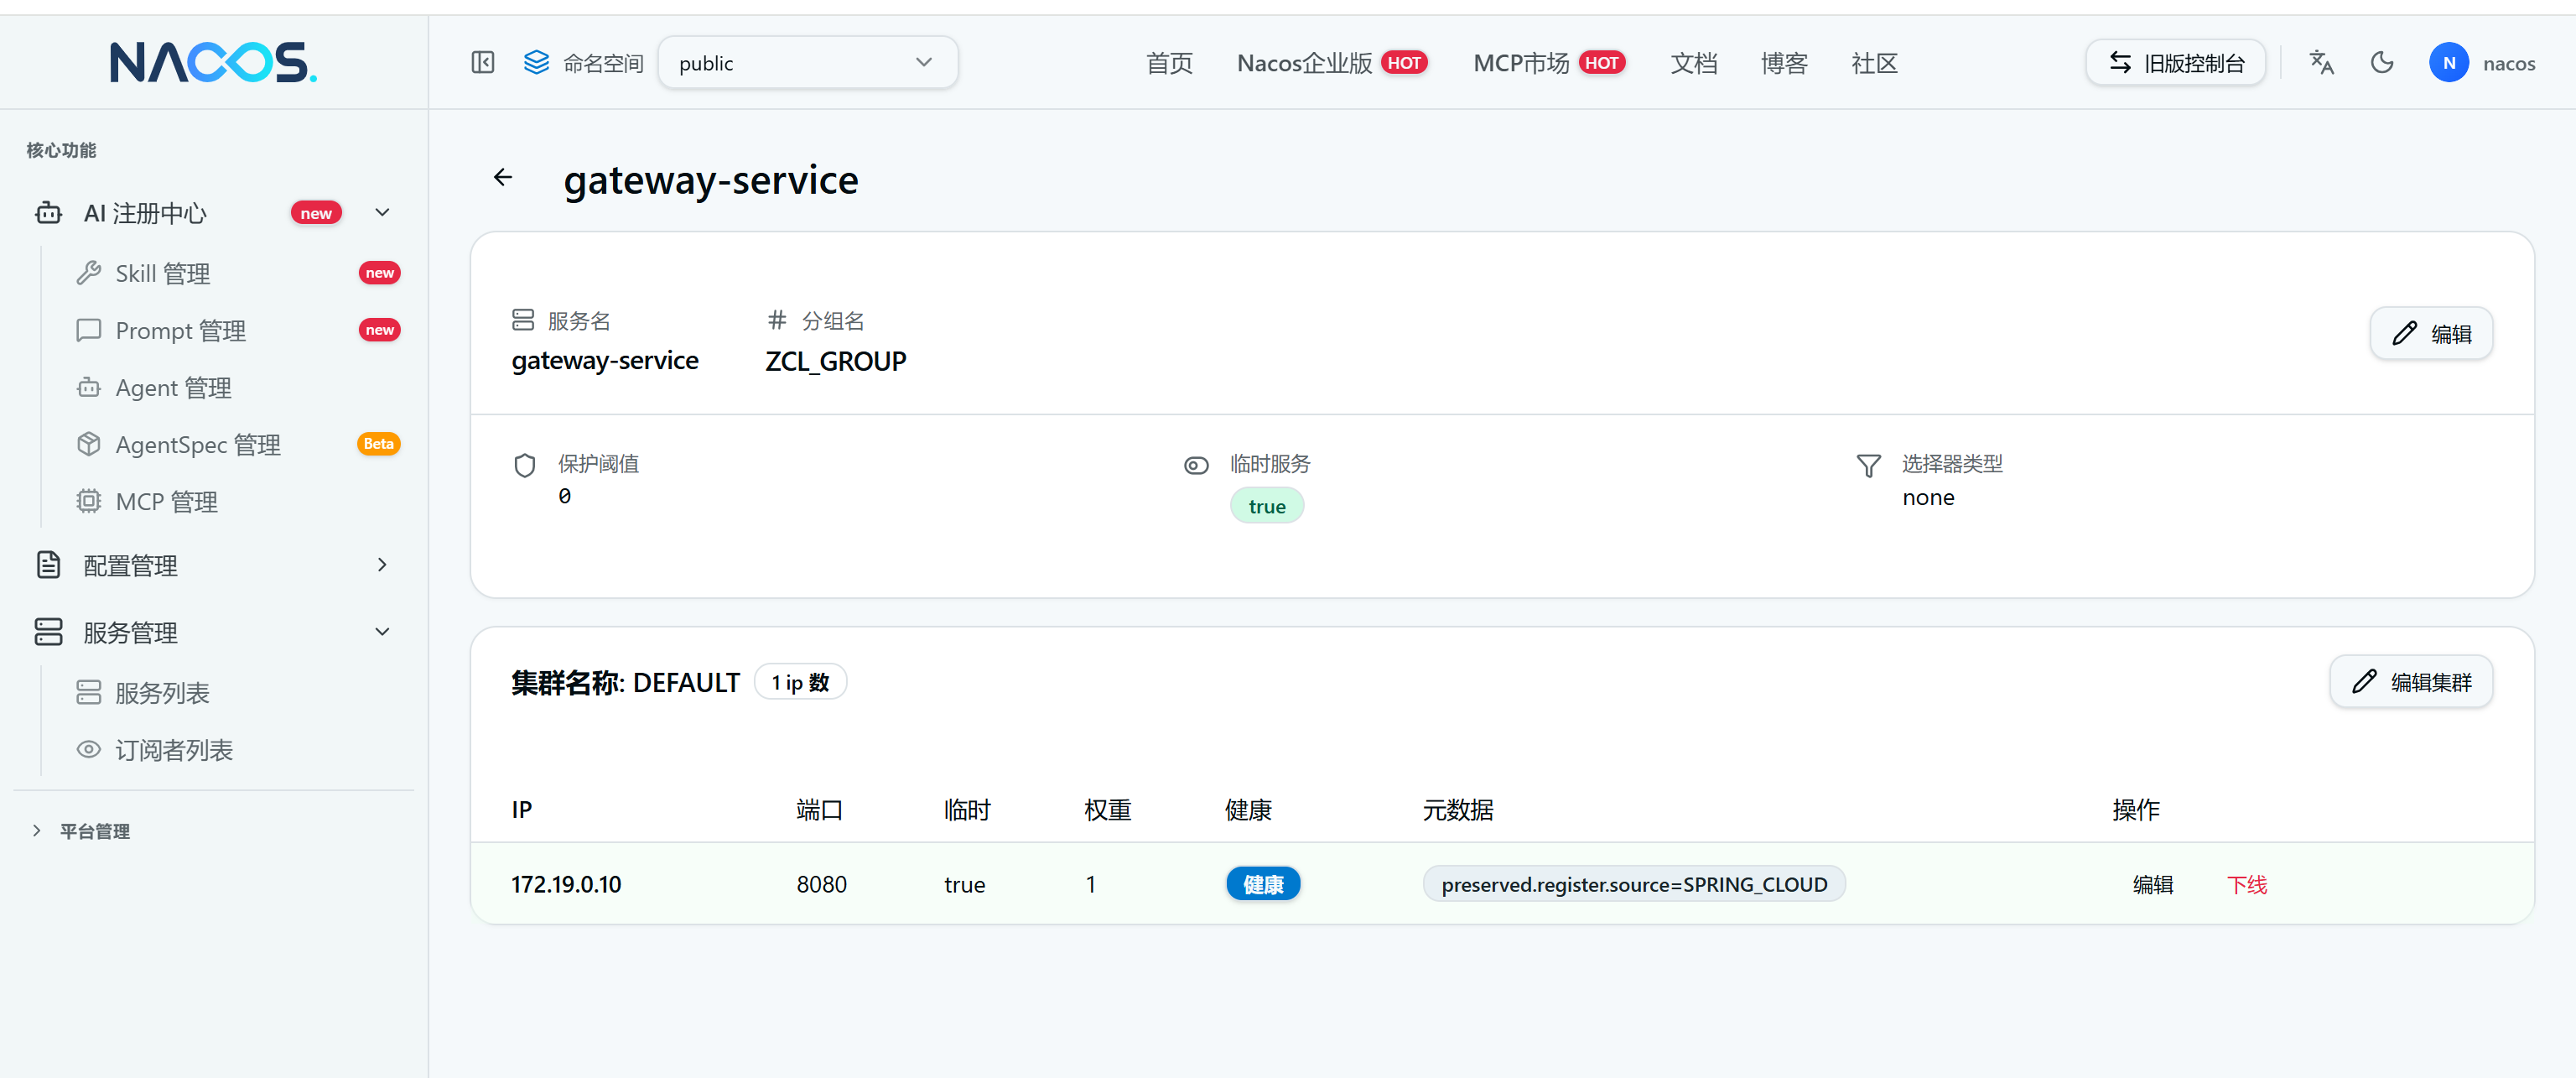 NACOS.
命名空间 public 首页 Nacos企业版 HOT MCP市场 HOT 文档 博客 社区 旧版控制台 N nacos
核心功能
AI 注册中心 new
Skill 管理 new
Prompt 管理 new
Agent 管理
AgentSpec 管理 Beta
MCP 管理
配置管理
服务管理
服务列表
订阅者列表
平台管理
gateway-service
服务名 分组名
gateway-service ZCL_GROUP
编辑
保护阈值 临时服务 选择器类型
0 true none
集群名称: DEFAULT 1 ip 数 编辑集群
IP 端口 临时 权重 健康 元数据 操作
172.19.0.10 8080 true 1 健康 preserved.register.source=SPRING_CLOUD 编辑 下线